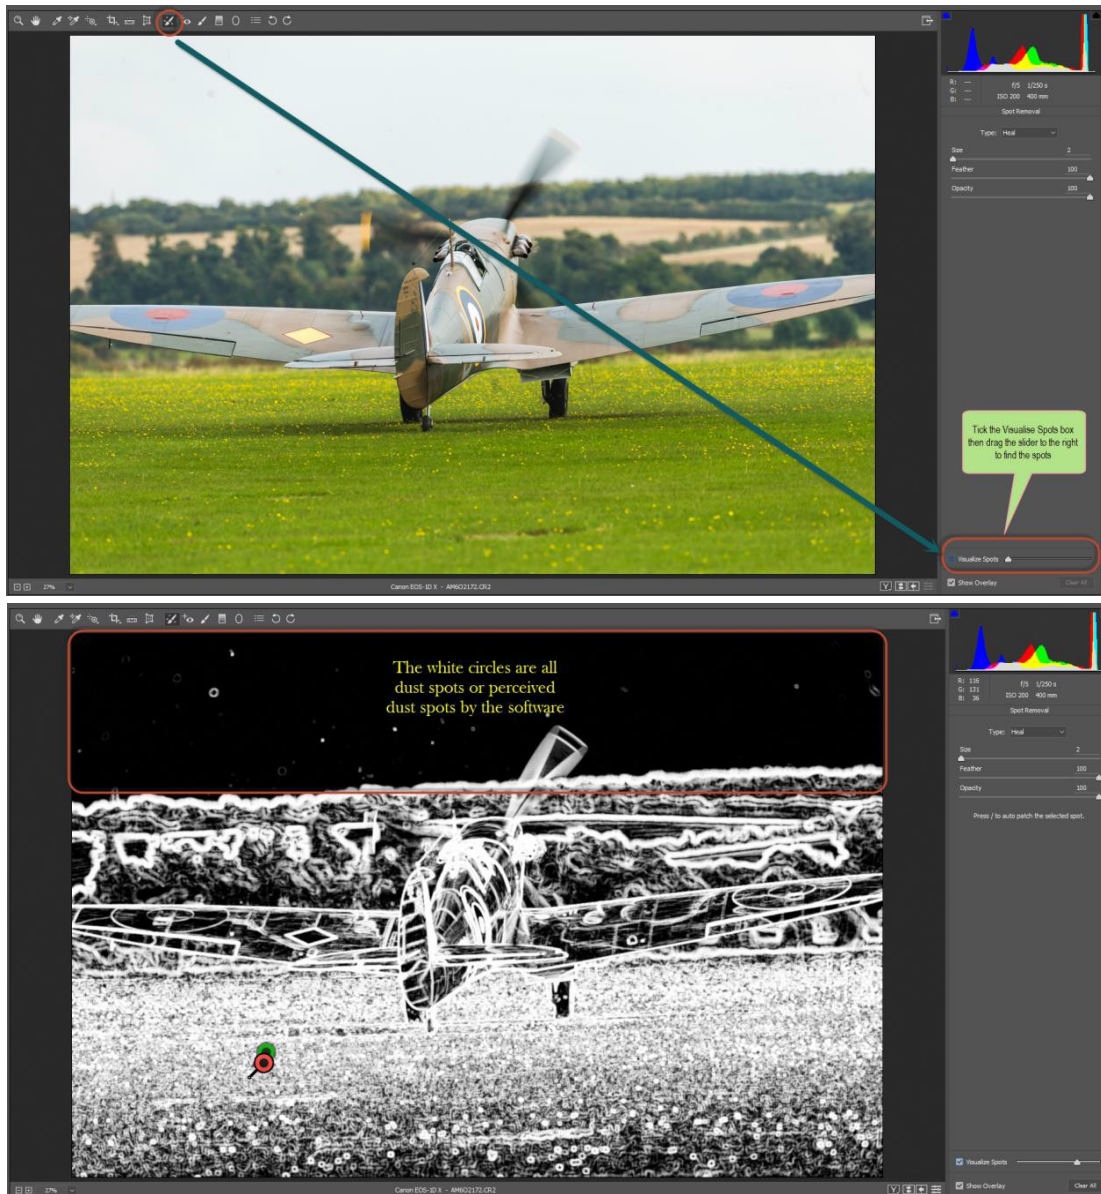 R: ---
G: ---
B: ---
f/5 1/250 s
ISO 200 400 mm
Spot Removal
Type: Heal
Size 2
Feather 100
Opacity 100
Tick the Visualise Spots box
then drag the slider to the right
to find the spots
Visualize Spots
Show Overlay Clear All
27% Canon EOS-1D X - AM6O2172.CR2 Y
The white circles are all
dust spots or perceived
dust spots by the software
R: 116
G: 131
B: 36
f/5 1/250 s
ISO 200 400 mm
Spot Removal
Type: Heal
Size 2
Feather 100
Opacity 100
Press / to auto patch the selected spot.
Visualize Spots
Show Overlay Clear All
27% Canon EOS-1D X - AM6O2172.CR2 Y